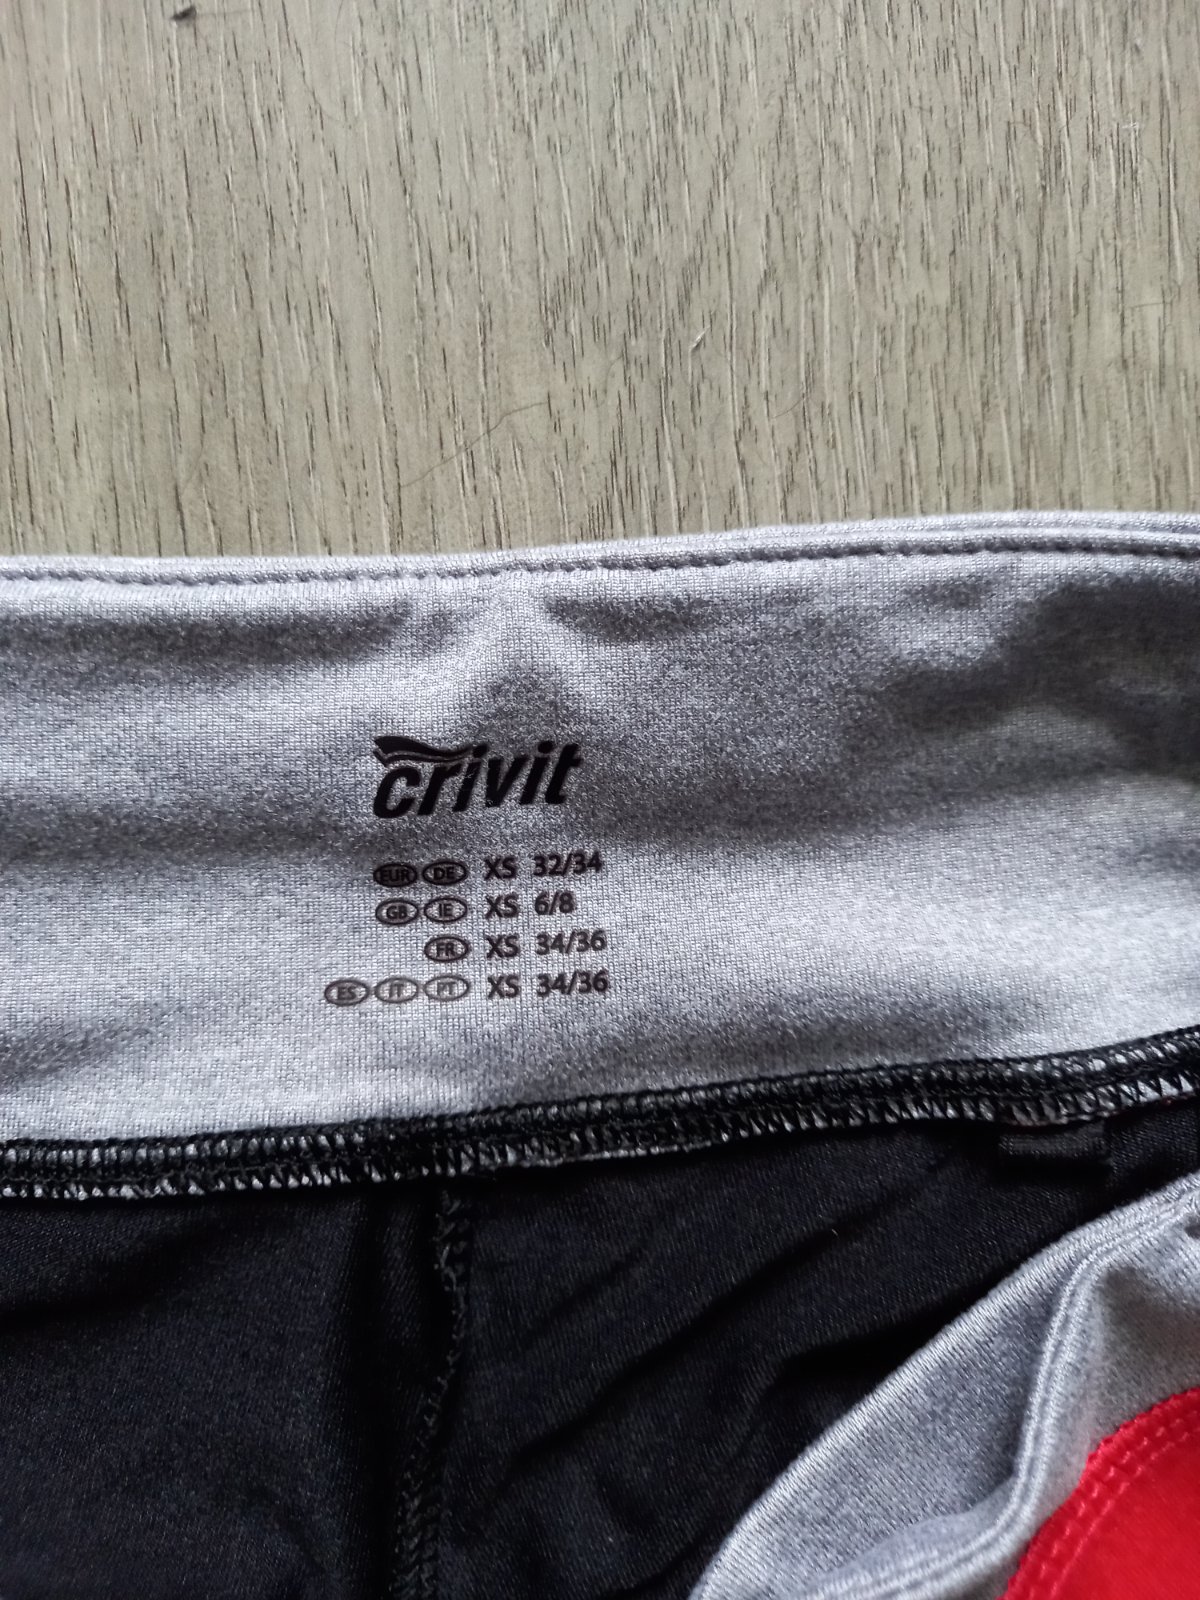 crivit
EUR DE XS 32/34
GB IE XS 6/8
FR XS 34/36
ES IT PT XS 34/36